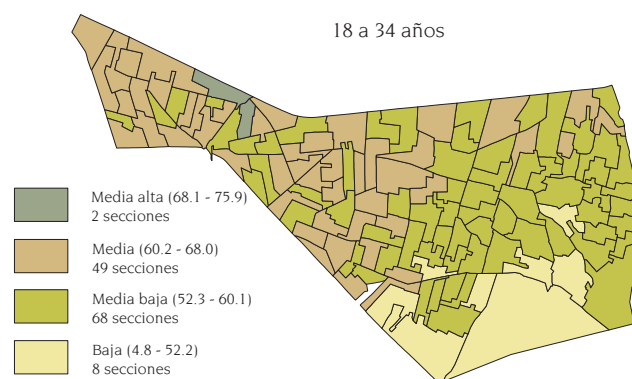 18 a 34 años
Media alta (68.1 - 75.9)
2 secciones
Media (60.2 - 68.0)
49 secciones
Media baja (52.3 - 60.1)
68 secciones
Baja (4.8 - 52.2)
8 secciones